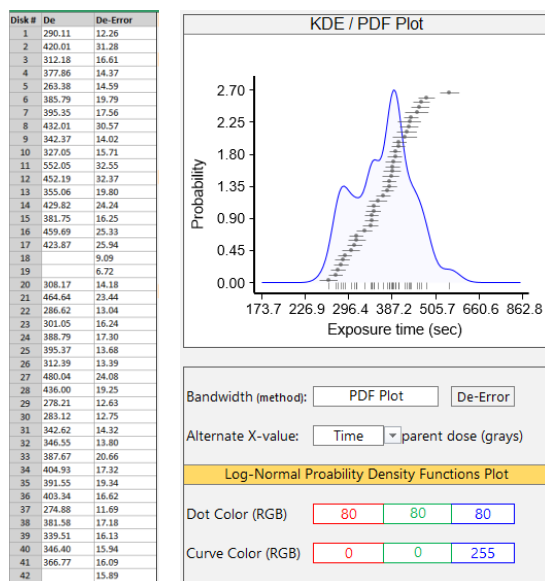 Disk # De De-Error
1 290.11 12.26
2 420.01 31.28
3 312.18 16.61
4 377.86 14.37
5 263.38 14.59
6 385.79 19.79
7 395.35 17.56
8 432.01 30.57
9 342.37 14.02
10 327.05 15.71
11 552.05 32.55
12 452.19 32.37
13 355.06 19.80
14 429.82 24.24
15 381.75 16.25
16 459.69 25.33
17 423.87 25.94
18 9.09
19 6.72
20 308.17 14.18
21 464.64 23.44
22 286.62 13.04
23 301.05 16.24
24 388.79 17.30
25 395.37 13.68
26 312.39 13.39
27 480.04 24.08
28 436.00 19.25
29 278.21 12.63
30 283.12 12.75
31 342.62 14.32
32 346.55 13.80
33 387.67 20.66
34 404.93 17.32
35 391.55 19.34
36 403.34 16.62
37 274.88 11.69
38 381.58 17.18
39 339.51 16.13
40 346.40 15.94
41 366.77 16.09
42 15.89
KDE / PDF Plot
Probability
2.70
2.25
1.80
1.35
0.90
0.45
0.00
173.7 226.9 296.4 387.2 505.7 660.6 862.8
Exposure time (sec)
Bandwidth (method): PDF Plot De-Error
Alternate X-value: Time parent dose (grays)
Log-Normal Proability Density Functions Plot
Dot Color (RGB) 80 80 80
Curve Color (RGB) 0 0 255